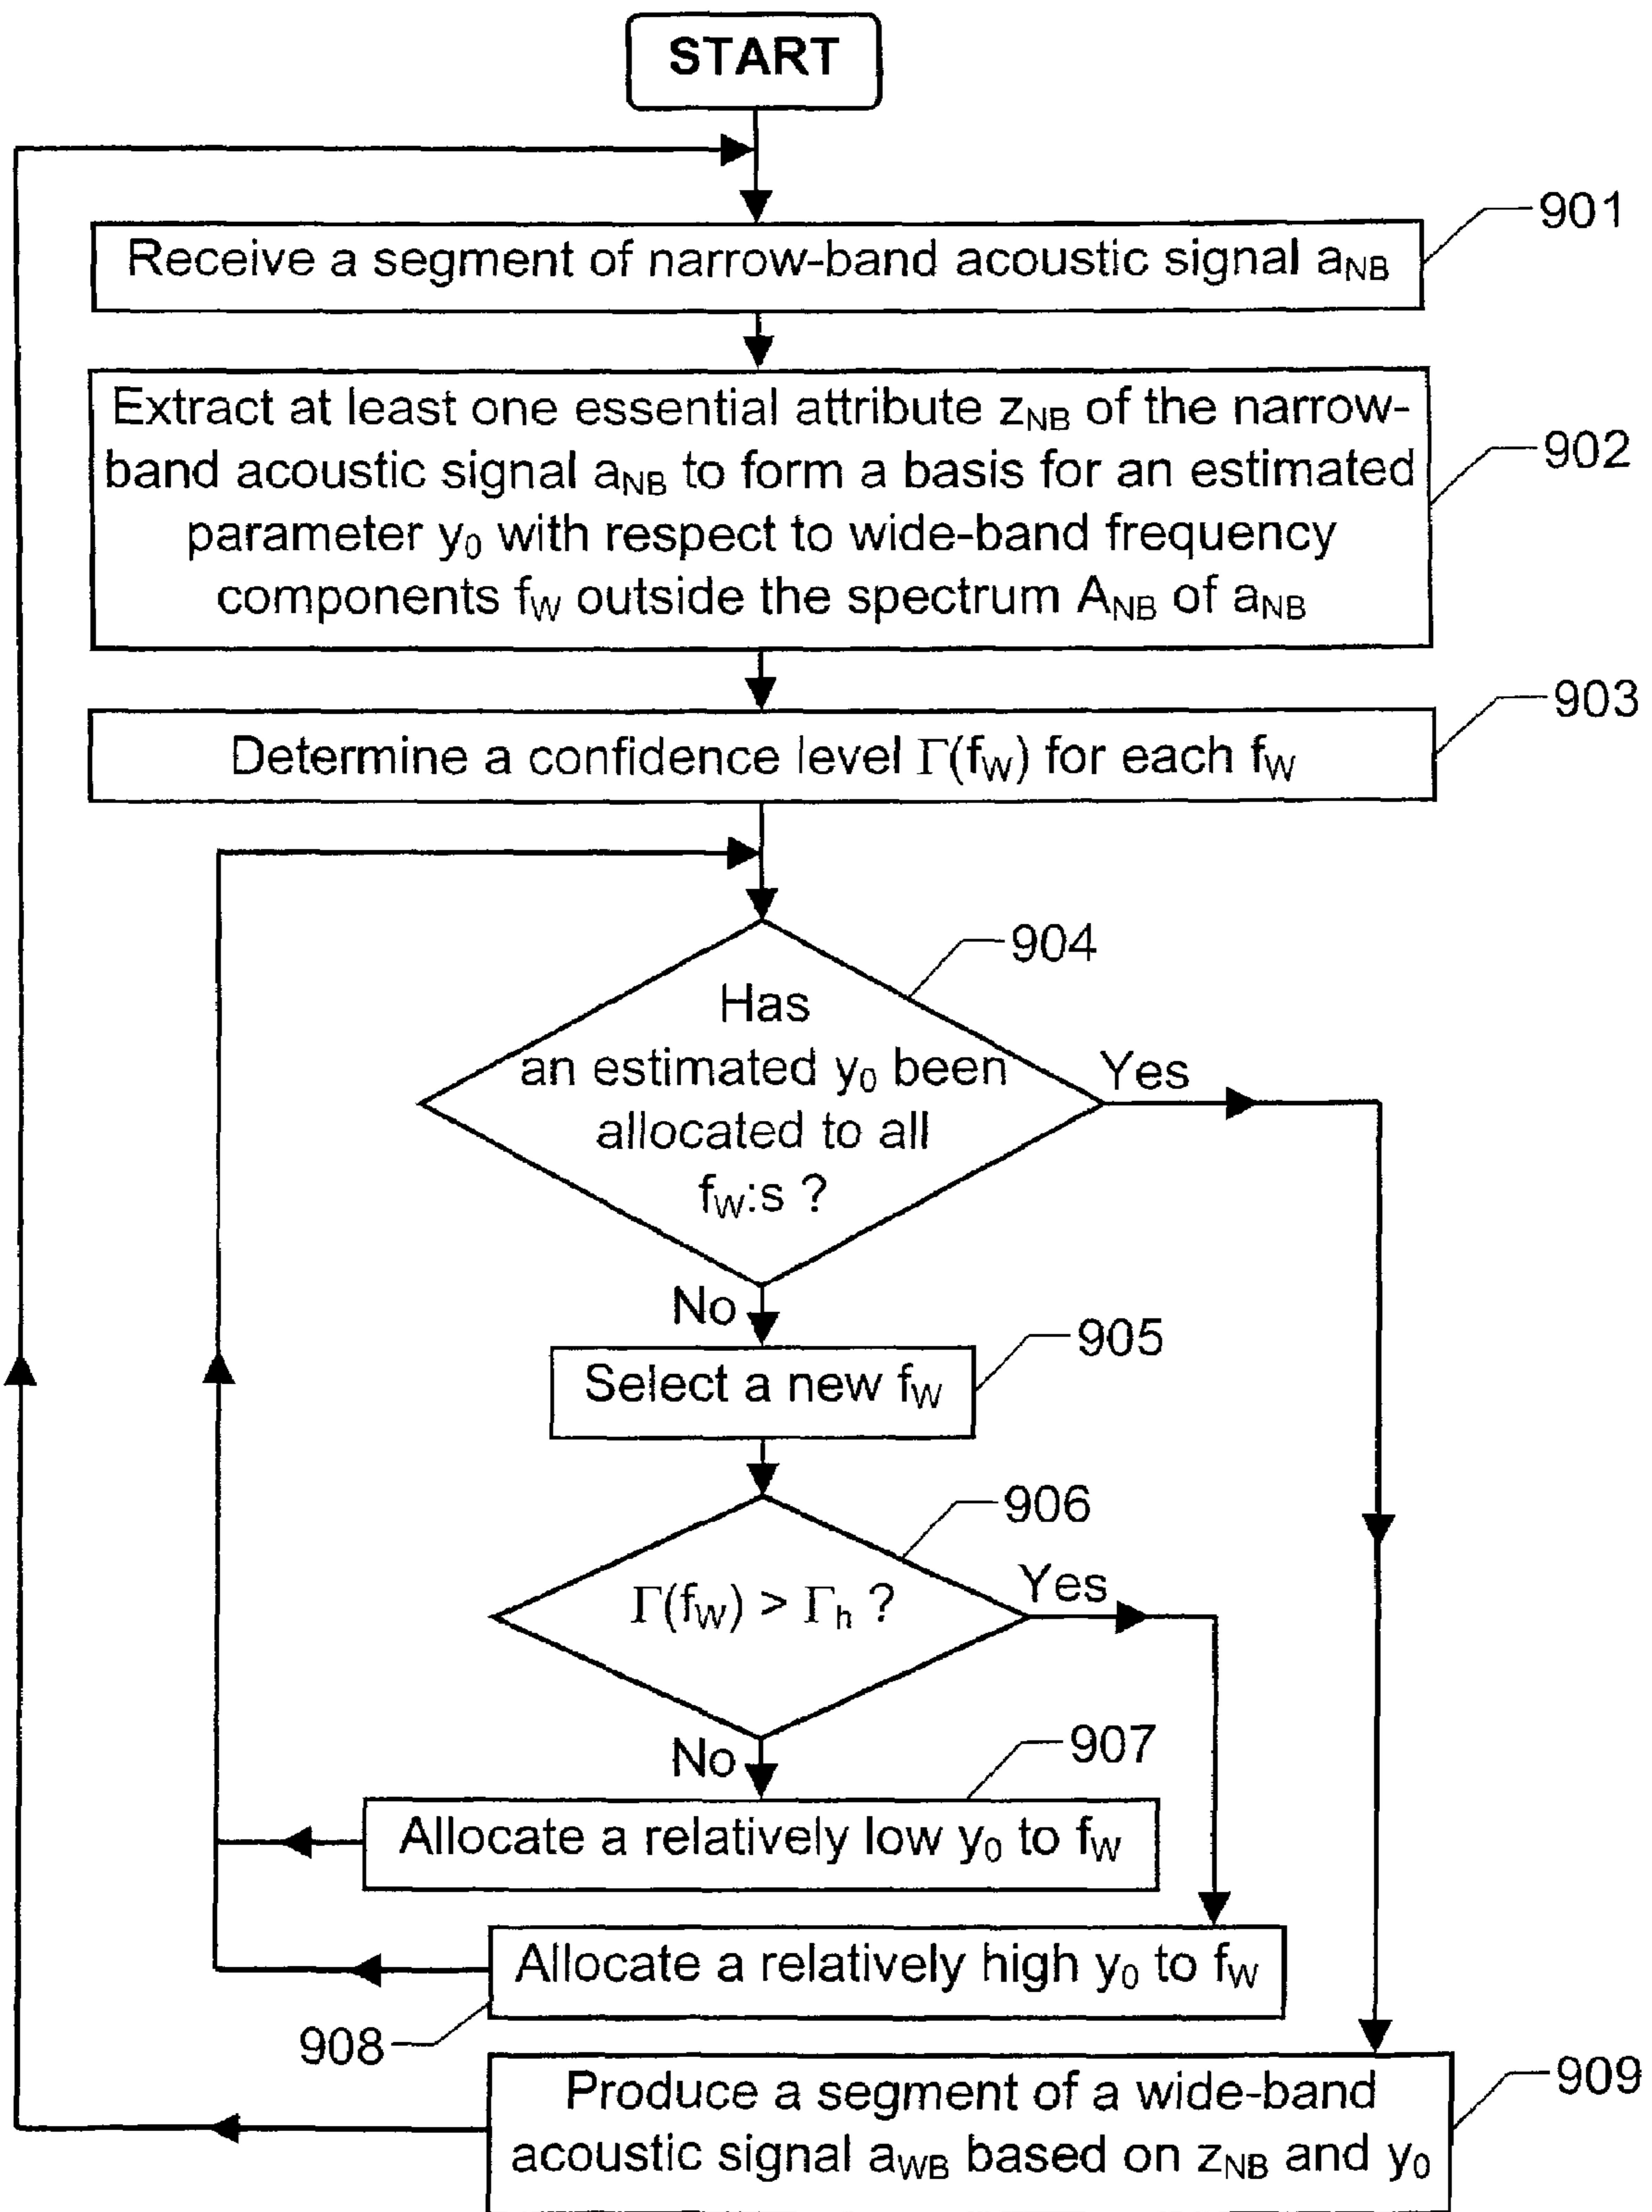 START
901
Receive a segment of narrow-band acoustic signal aNB
Extract at least one essential attribute zNB of the narrow-
band acoustic signal aNB to form a basis for an estimated
parameter y0 with respect to wide-band frequency
components fW outside the spectrum ANB of aNB
902
903
Determine a confidence level Γ(fW) for each fW
904
Has
an estimated y0 been
allocated to all
fW:s ?
Yes
No
905
Select a new fW
906
Γ(fW) > Γh ?
Yes
No
907
Allocate a relatively low y0 to fW
Allocate a relatively high y0 to fW
908
909
Produce a segment of a wide-band
acoustic signal aWB based on zNB and y0